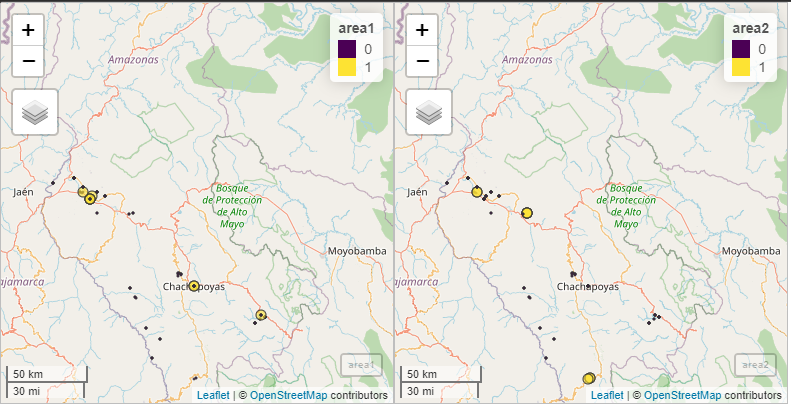 +
−
area1
0
1
Amazonas
Jaén
Bosque
de Protección
de Alto
Mayo
Moyobamba
Chachapoyas
ajamarca
50 km
30 mi
area1
Leaflet | © OpenStreetMap contributors
+
−
area2
0
1
Amazonas
Jaén
Bosque
de Protección
de Alto
Mayo
Moyobamba
Chachapoyas
ajamarca
50 km
30 mi
area2
Leaflet | © OpenStreetMap contributors